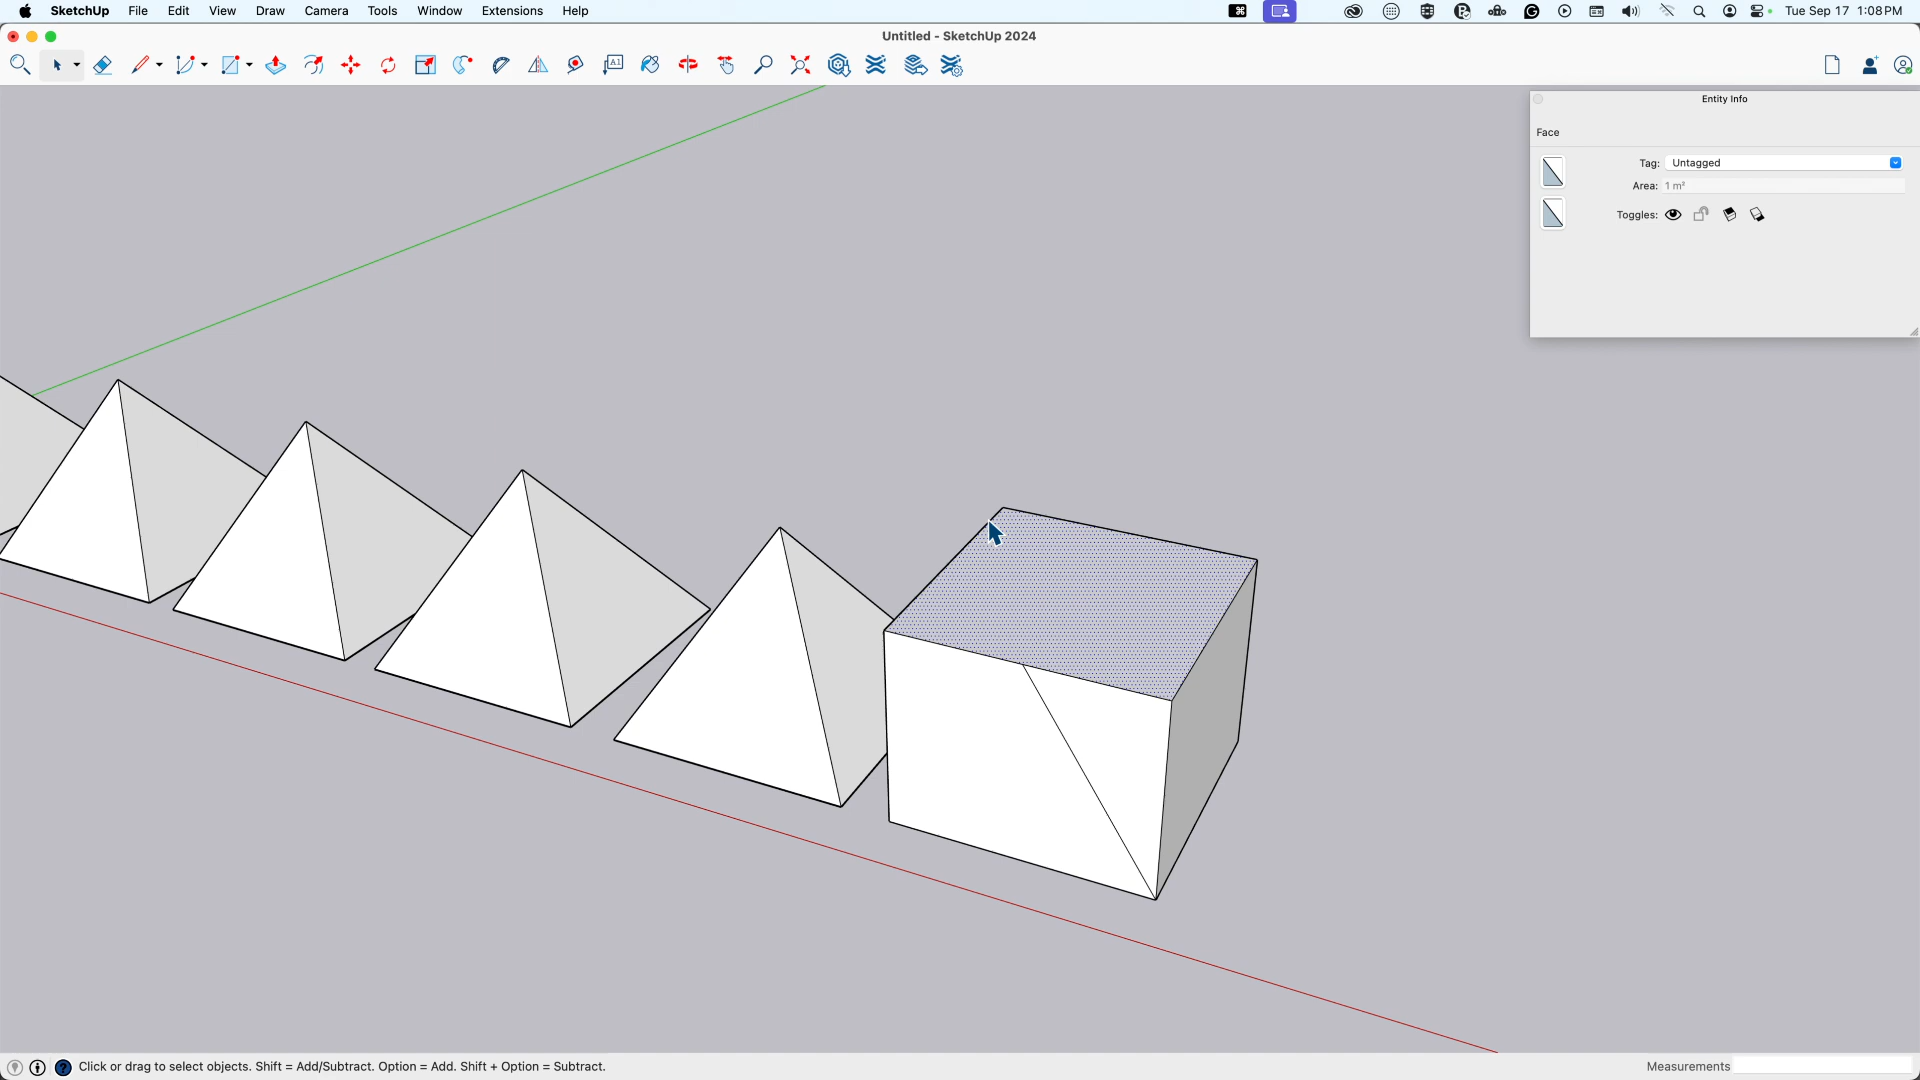 SketchUp File Edit View Draw Camera Tools Window Extensions Help Tue Sep 17 1:08 PM
Untitled - SketchUp 2024
Entity Info
Face
Tag: Untagged
Area: 1 m²
Toggles:
Click or drag to select objects. Shift = Add/Subtract. Option = Add. Shift + Option = Subtract.
Measurements